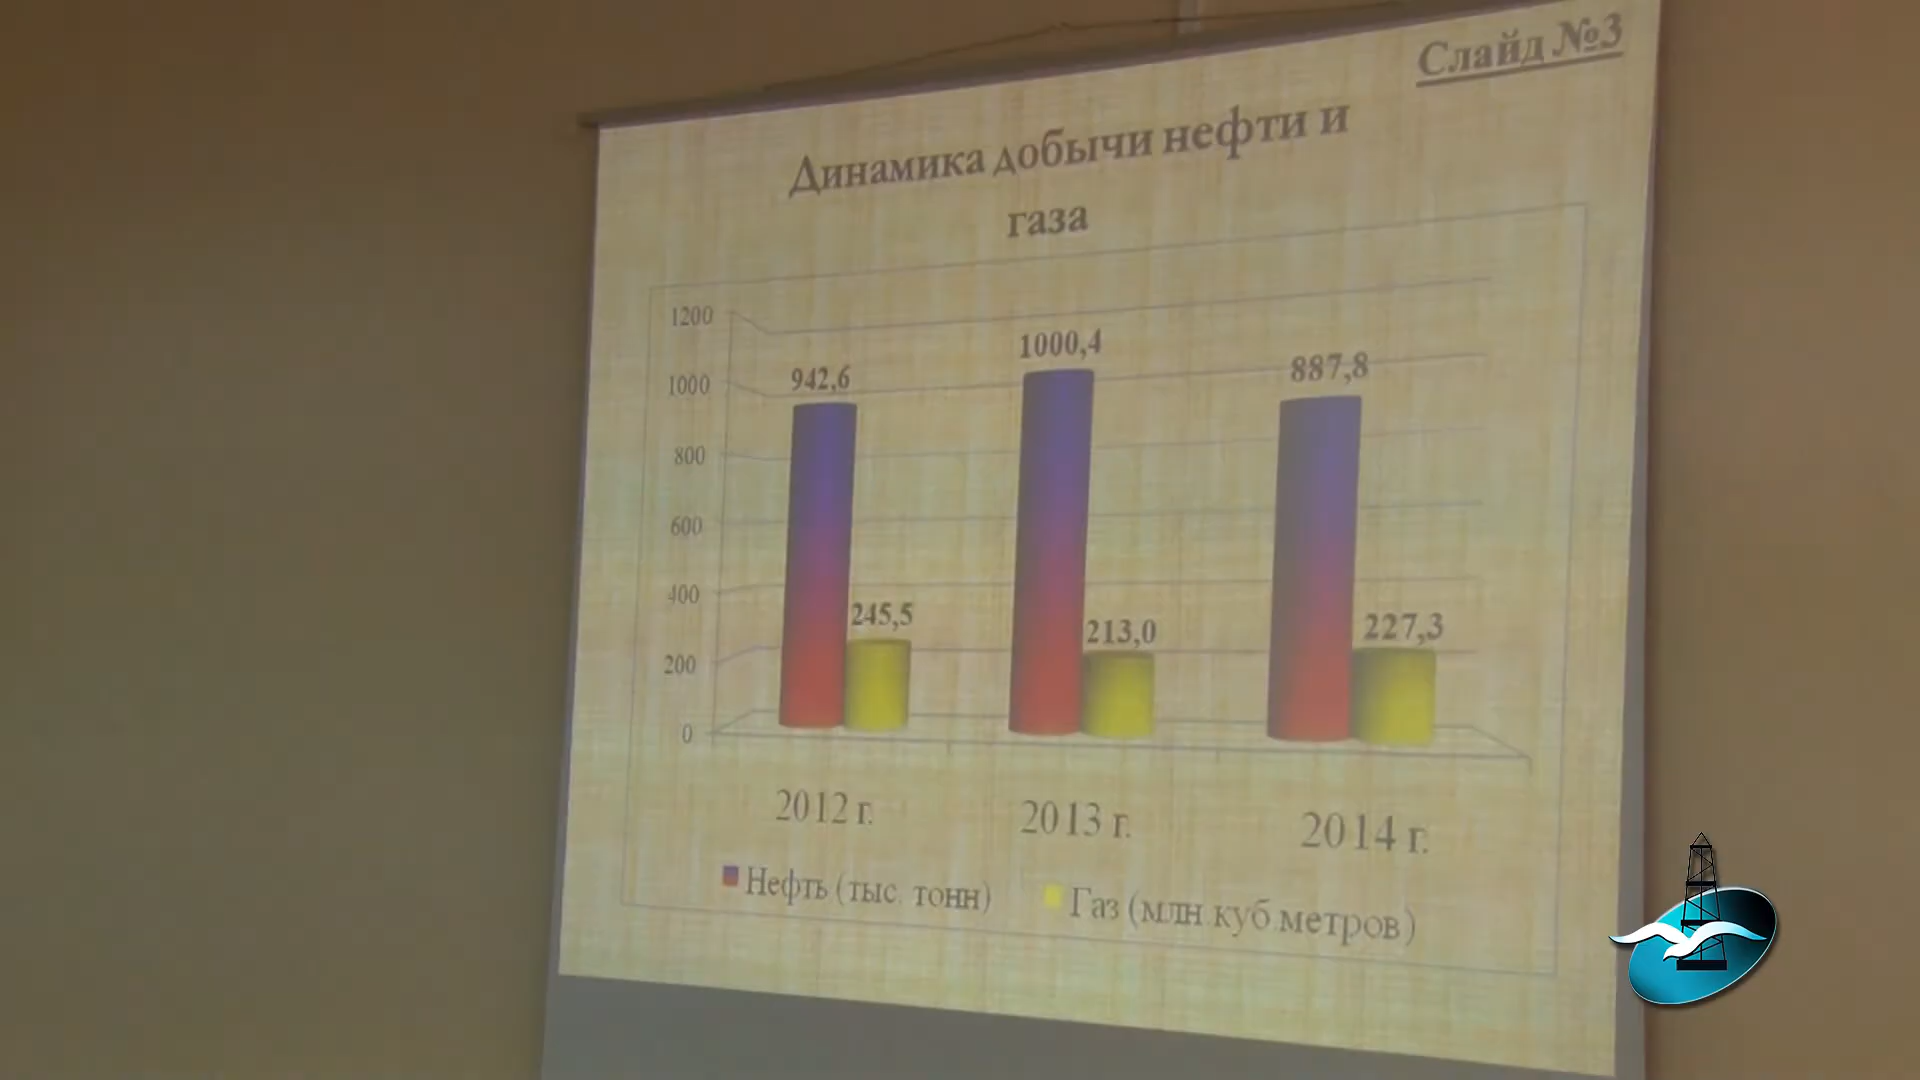 Слайд №3
Динамика добычи нефти и
газа
1200
1000
800
600
400
200
0
942,6
245,5
1000,4
213,0
887,8
227,3
2012 г.
2013 г.
2014 г.
Нефть (тыс. тонн)
Газ (млн.куб.метров)